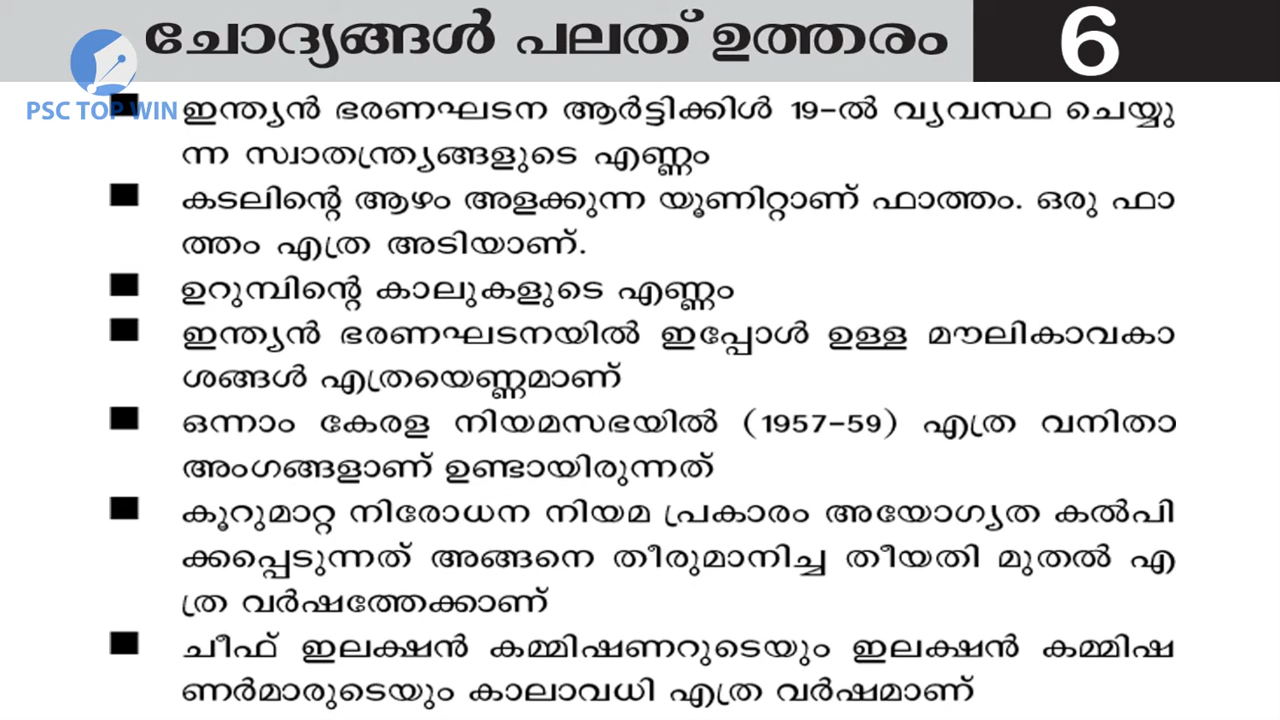 ചോദ്യങ്ങൾ പലത് ഉത്തരം 6
PSC TOP WIN
ഇന്ത്യൻ ഭരണഘടന ആർട്ടിക്കിൾ 19-ൽ വ്യവസ്ഥ ചെയ്യു
ന്ന സ്വാതന്ത്ര്യങ്ങളുടെ എണ്ണം
കടലിന്റെ ആഴം അളക്കുന്ന യൂണിറ്റാണ് ഫാത്തം. ഒരു ഫാ
ത്തം എത്ര അടിയാണ്.
ഉറുമ്പിന്റെ കാലുകളുടെ എണ്ണം
ഇന്ത്യൻ ഭരണഘടനയിൽ ഇപ്പോൾ ഉള്ള മൗലികാവകാ
ശങ്ങൾ എത്രയെണ്ണമാണ്
ഒന്നാം കേരള നിയമസഭയിൽ (1957-59) എത്ര വനിതാ
അംഗങ്ങളാണ് ഉണ്ടായിരുന്നത്
കൂറുമാറ്റ നിരോധന നിയമ പ്രകാരം അയോഗ്യത കൽപി
ക്കപ്പെടുന്നത് അങ്ങനെ തീരുമാനിച്ച തീയതി മുതൽ എ
ത്ര വർഷത്തേക്കാണ്
ചീഫ് ഇലക്ഷൻ കമ്മിഷണറുടെയും ഇലക്ഷൻ കമ്മിഷ
ണർമാരുടെയും കാലാവധി എത്ര വർഷമാണ്